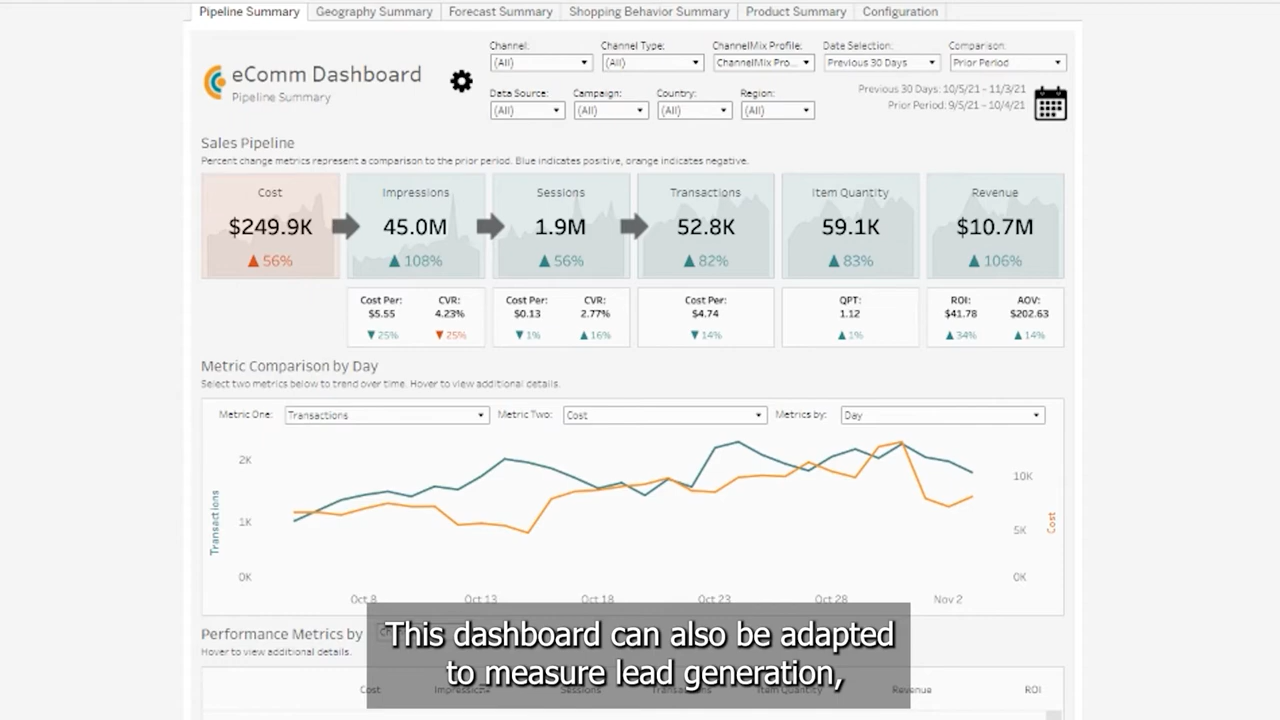 Pipeline Summary Geography Summary Forecast Summary Shopping Behavior Summary Product Summary Configuration
eComm Dashboard
Pipeline Summary
Channel: Channel Type: ChannelMix Profile: Date Selection: Comparison:
(All) (All) ChannelMix Pro... Previous 30 Days Prior Period
Data Source: Campaign: Country: Region:
(All) (All) (All) (All)
Previous 30 Days: 10/5/21 - 11/3/21
Prior Period: 9/5/21 - 10/4/21
Sales Pipeline
Percent change metrics represent a comparison to the prior period. Blue indicates positive, orange indicates negative.
Cost Impressions Sessions Transactions Item Quantity Revenue
$249.9K 45.0M 1.9M 52.8K 59.1K $10.7M
▲ 56% ▲ 108% ▲ 56% ▲ 82% ▲ 83% ▲ 106%
Cost Per: CVR: Cost Per: CVR: Cost Per: QPT: ROI: AOV:
$5.55 4.23% $0.13 2.77% $4.74 1.12 $41.78 $202.63
▼25% ▼25% ▼1% ▲16% ▼14% ▲1% ▲34% ▲14%
Metric Comparison by Day
Select two metrics below to trend over time. Hover to view additional details.
Metric One: Transactions Metric Two: Cost Metrics by: Day
2K
1K
0K
Transactions
10K
5K
0K
Cost
Oct 8 Oct 13 Oct 18 Oct 23 Oct 28 Nov 2
Performance Metrics by
Hover to view additional details.
This dashboard can also be adapted
to measure lead generation,
Cost Impressions Sessions Transactions Item Quantity Revenue ROI